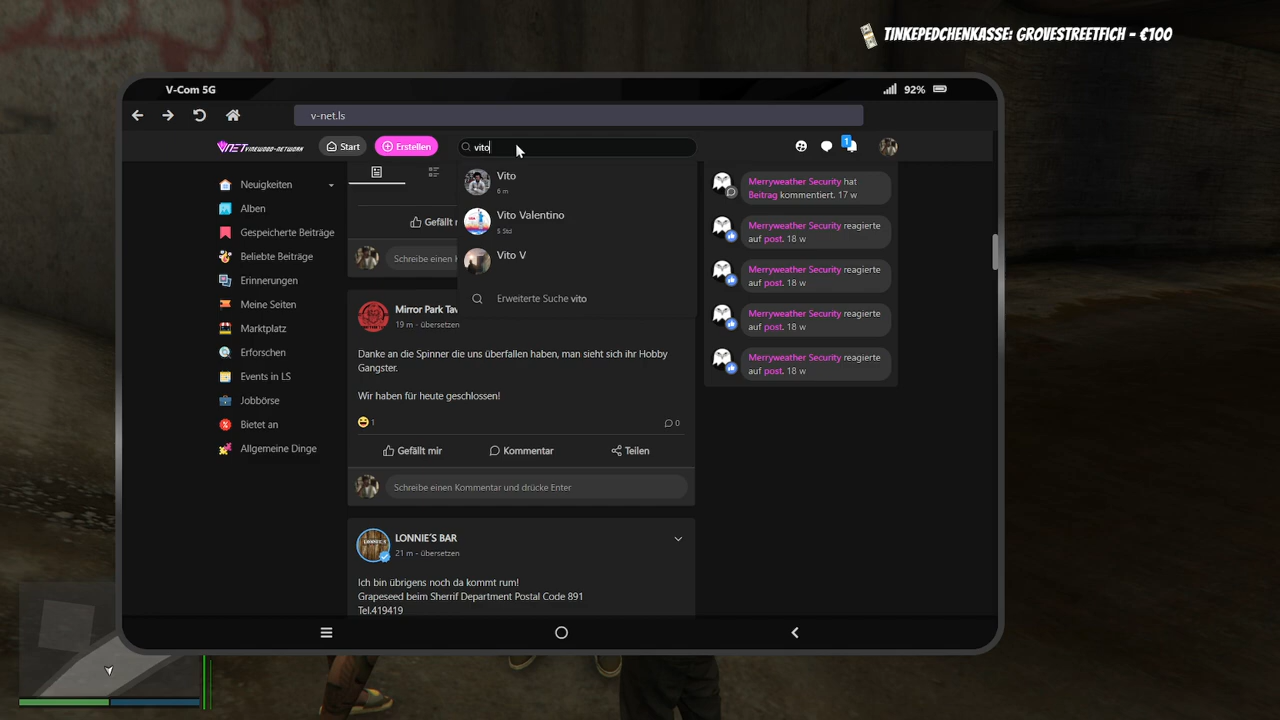 TINKEPEDCHENKASSE: GROVESTREETFICH - €100
V-Com 5G
92%
v-net.ls
VNET VINEWOOD-NETWORK
Start
Erstellen
vito
1
Neuigkeiten
Alben
Gespeicherte Beiträge
Beliebte Beiträge
Erinnerungen
Meine Seiten
Marktplatz
Erforschen
Events in LS
Jobbörse
Bietet an
Allgemeine Dinge
Vito
6 m
Vito Valentino
5 Std
Vito V
Erweiterte Suche vito
Gefällt
Schreibe einen
Mirror Park Tav
19 m - übersetzen
Danke an die Spinner die uns überfallen haben, man sieht sich ihr Hobby
Gangster.
Wir haben für heute geschlossen!
1
0
Gefällt mir
Kommentar
Teilen
Schreibe einen Kommentar und drücke Enter
LONNIE'S BAR
21 m - übersetzen
Ich bin übrigens noch da kommt rum!
Grapeseed beim Sherrif Department Postal Code 891
Tel.419419
Merryweather Security hat
Beitrag kommentiert. 17 w
Merryweather Security reagierte
auf post. 18 w
Merryweather Security reagierte
auf post. 18 w
Merryweather Security reagierte
auf post. 18 w
Merryweather Security reagierte
auf post. 18 w